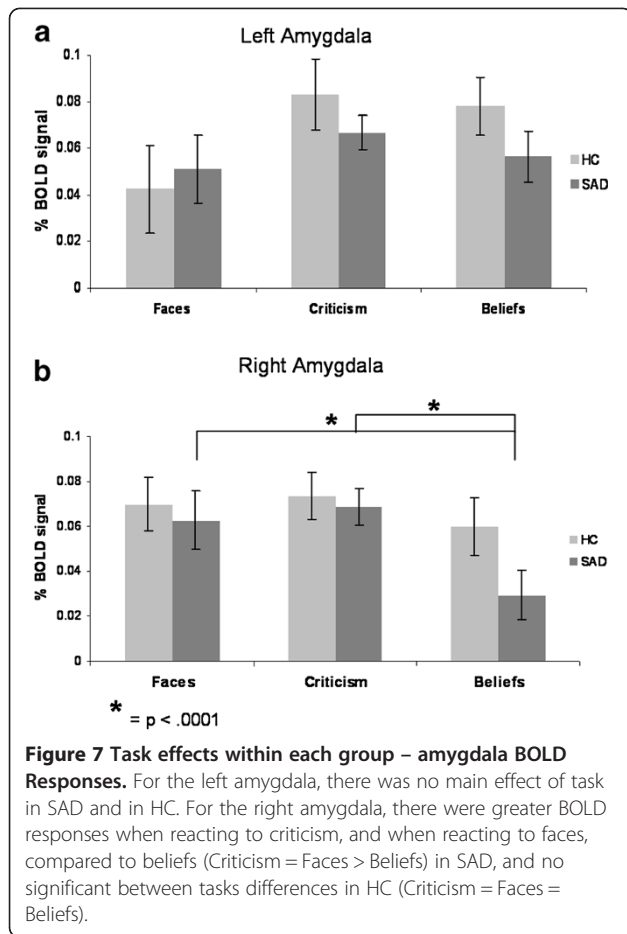 a
Left Amygdala
% BOLD signal
0.1
0.08
0.06
0.04
0.02
0
HC
SAD
Faces
Criticism
Beliefs
b
Right Amygdala
*
*
% BOLD signal
0.1
0.08
0.06
0.04
0.02
0
HC
SAD
Faces
Criticism
Beliefs
* = p < .0001
Figure 7 Task effects within each group – amygdala BOLD
Responses. For the left amygdala, there was no main effect of task
in SAD and in HC. For the right amygdala, there were greater BOLD
responses when reacting to criticism, and when reacting to faces,
compared to beliefs (Criticism = Faces > Beliefs) in SAD, and no
significant between tasks differences in HC (Criticism = Faces =
Beliefs).